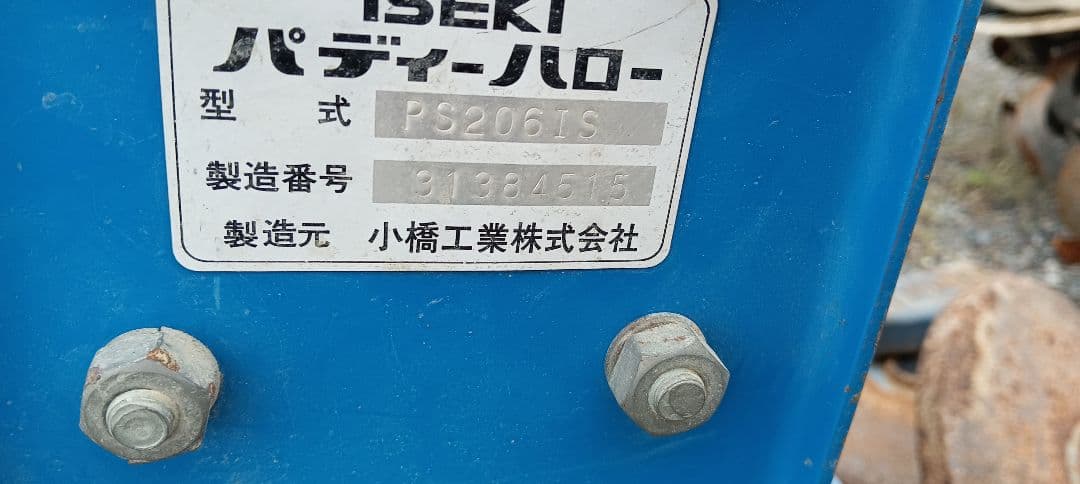 ISEKI
パディーハロー
型式 PS206IS
製造番号 31384515
製造元 小橋工業株式会社